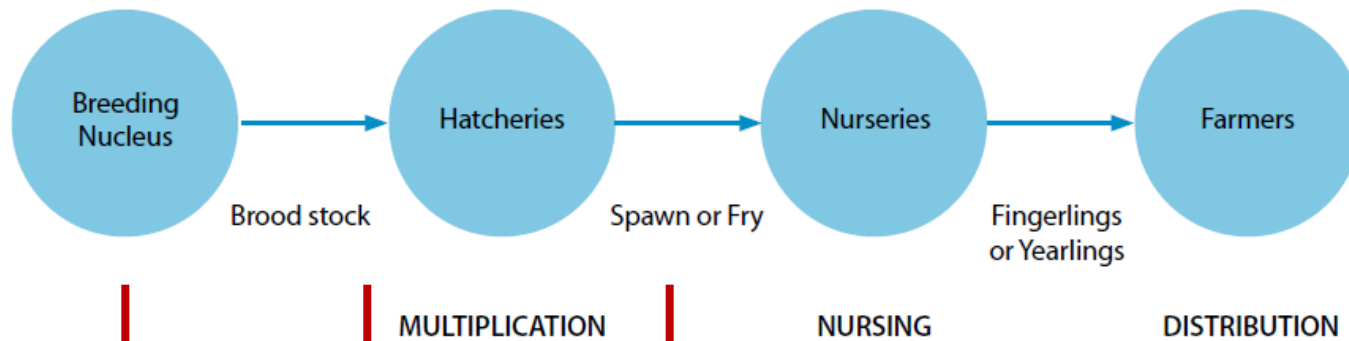 Breeding
Nucleus
Hatcheries
Nurseries
Farmers
Brood stock
Spawn or Fry
Fingerlings
or Yearlings
MULTIPLICATION
NURSING
DISTRIBUTION